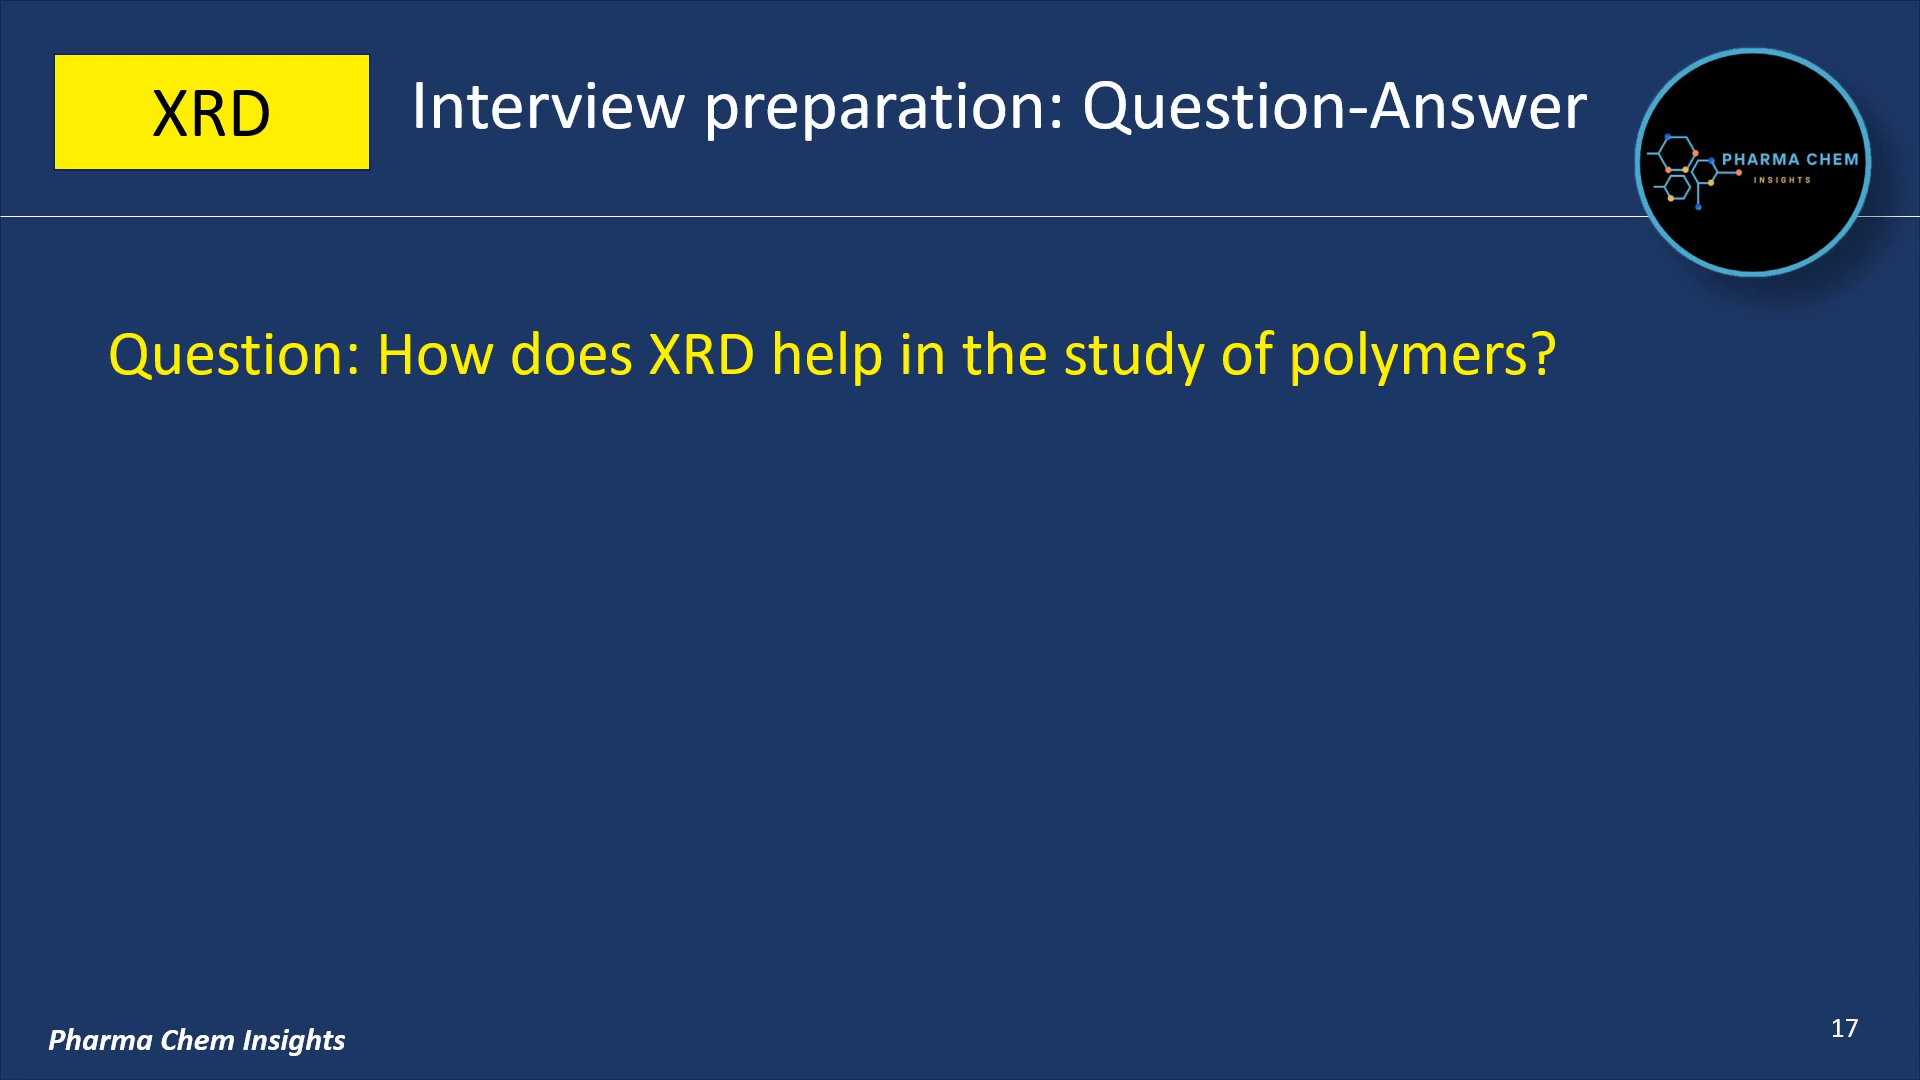 XRD
Interview preparation: Question-Answer
PHARMA CHEM
INSIGHTS
Question: How does XRD help in the study of polymers?
Pharma Chem Insights
17